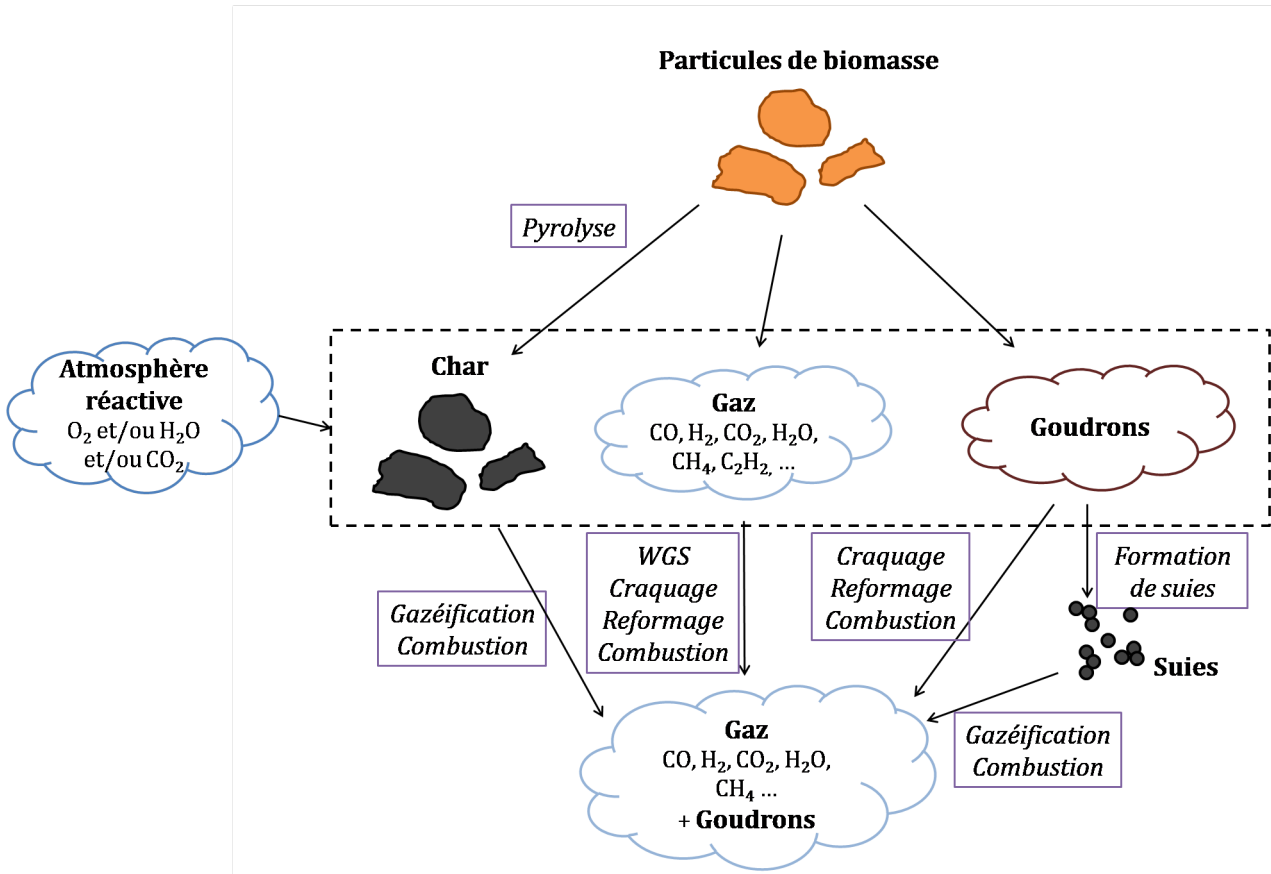 Particules de biomasse
Pyrolyse
Atmosphère
réactive
O₂ et/ou H₂O
et/ou CO₂
Char
Gaz
CO, H₂, CO₂, H₂O,
CH₄, C₂H₂, ...
Goudrons
Gazéification
Combustion
WGS
Craquage
Reformage
Combustion
Craquage
Reformage
Combustion
Formation
de suies
Suies
Gazéification
Combustion
Gaz
CO, H₂, CO₂, H₂O,
CH₄ ...
+ Goudrons